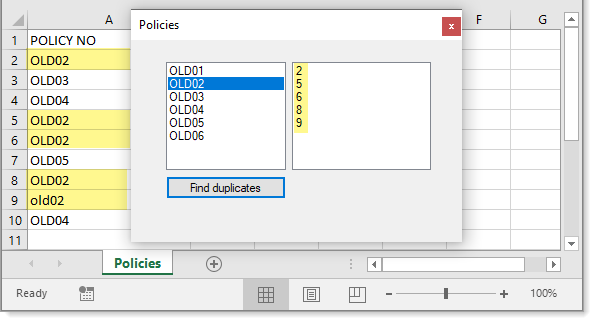 Policies
x
A F G
1 POLICY NO
2 OLD02
3 OLD03
4 OLD04
5 OLD02
6 OLD02
7 OLD05
8 OLD02
9 old02
10 OLD04
11
OLD01 2
OLD02 5
OLD03 6
OLD04 8
OLD05 9
OLD06
Find duplicates
Policies
Ready 100%